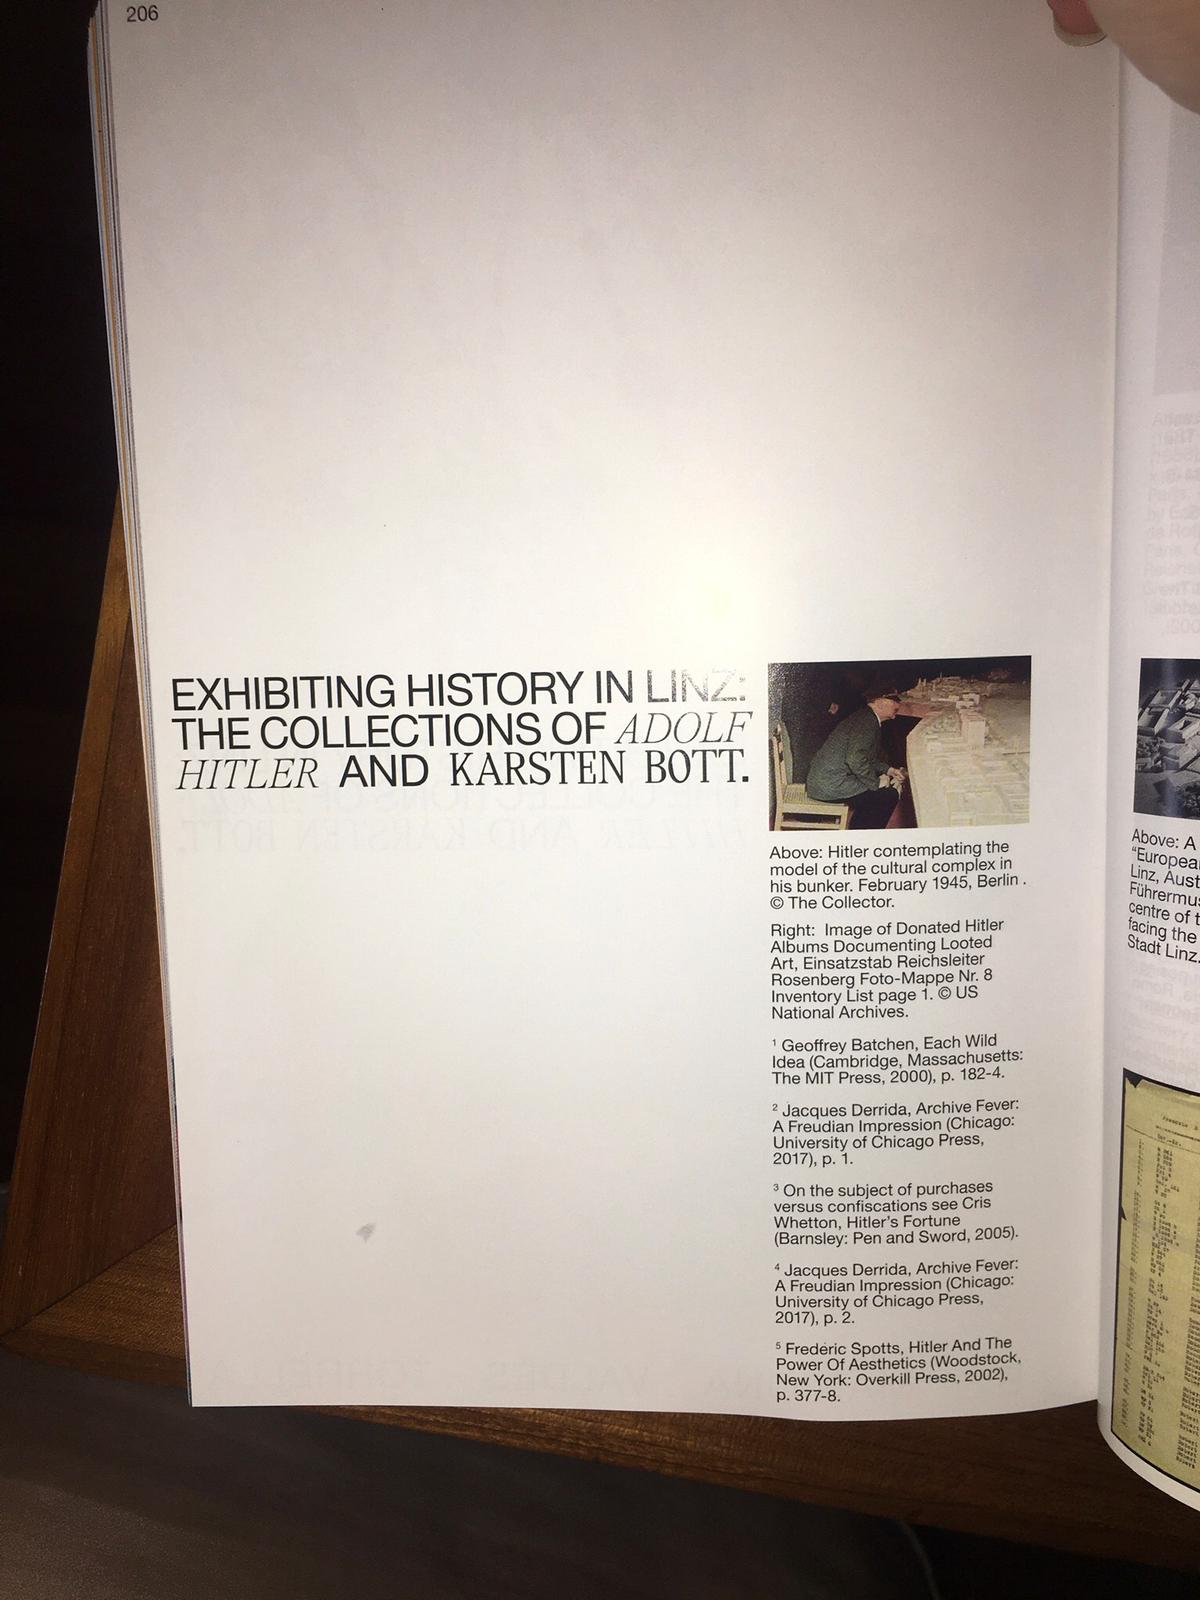 206
EXHIBITING HISTORY IN LINZ:
THE COLLECTIONS OF ADOLF
HITLER AND KARSTEN BOTT.
Above: Hitler contemplating the
model of the cultural complex in
his bunker. February 1945, Berlin .
© The Collector.
Right: Image of Donated Hitler
Albums Documenting Looted
Art, Einsatzstab Reichsleiter
Rosenberg Foto-Mappe Nr. 8
Inventory List page 1. © US
National Archives.
¹ Geoffrey Batchen, Each Wild
Idea (Cambridge, Massachusetts:
The MIT Press, 2000), p. 182-4.
² Jacques Derrida, Archive Fever:
A Freudian Impression (Chicago:
University of Chicago Press,
2017), p. 1.
³ On the subject of purchases
versus confiscations see Cris
Whetton, Hitler's Fortune
(Barnsley: Pen and Sword, 2005).
⁴ Jacques Derrida, Archive Fever:
A Freudian Impression (Chicago:
University of Chicago Press,
2017), p. 2.
⁵ Frederic Spotts, Hitler And The
Power Of Aesthetics (Woodstock,
New York: Overkill Press, 2002),
p. 377-8.
Above: A
"Europea
Linz, Aust
Führermus
centre of t
facing the
Stadt Linz.